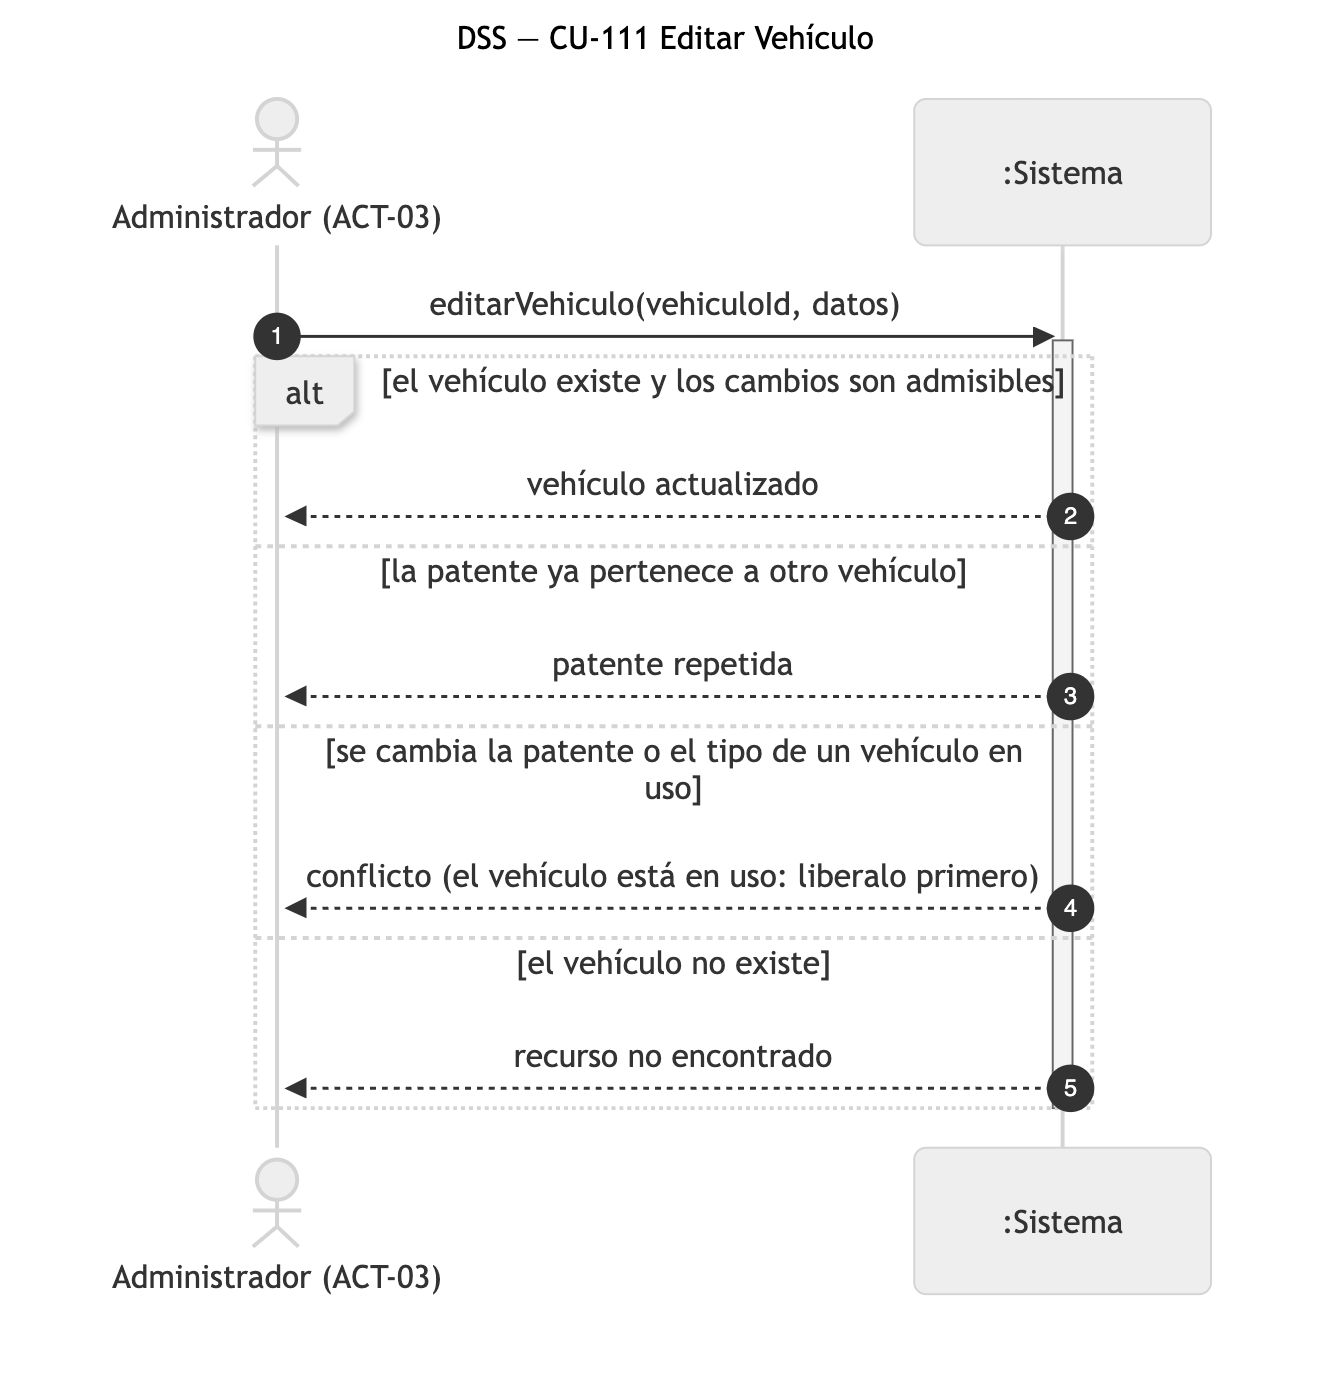 DSS — CU-111 Editar Vehículo
Administrador (ACT-03)
:Sistema
editarVehiculo(vehiculoId, datos)
1
alt
[el vehículo existe y los cambios son admisibles]
vehículo actualizado
2
[la patente ya pertenece a otro vehículo]
patente repetida
3
[se cambia la patente o el tipo de un vehículo en
uso]
conflicto (el vehículo está en uso: liberalo primero)
4
[el vehículo no existe]
recurso no encontrado
5
Administrador (ACT-03)
:Sistema